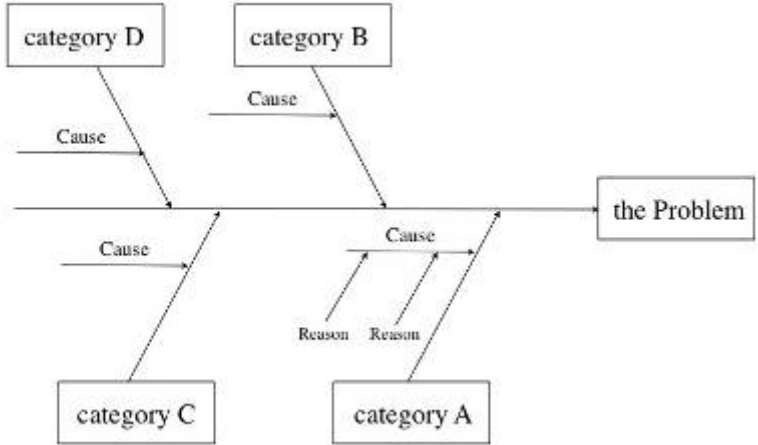 category D
category B
Cause
Cause
the Problem
Cause
Cause
Reason
Reason
category C
category A